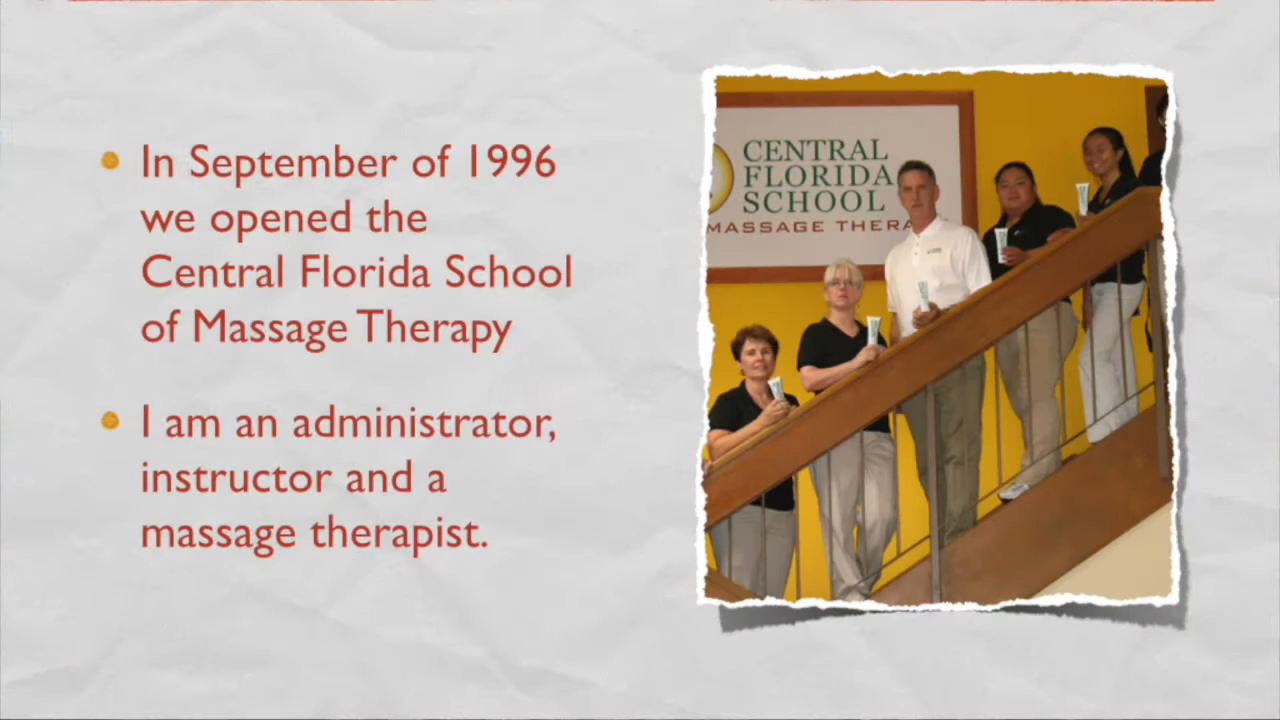 In September of 1996
we opened the
Central Florida School
of Massage Therapy
I am an administrator,
instructor and a
massage therapist.
CENTRAL
FLORIDA
SCHOOL
MASSAGE THERA